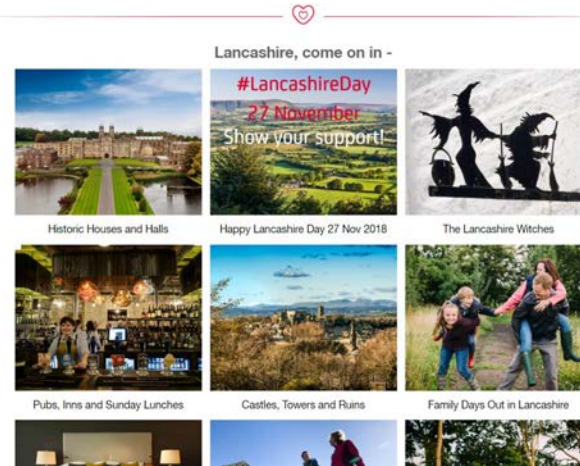 Lancashire, come on in -
#LancashireDay
27 November
Show your support!
Historic Houses and Halls
Happy Lancashire Day 27 Nov 2018
The Lancashire Witches
Pubs, Inns and Sunday Lunches
Castles, Towers and Ruins
Family Days Out in Lancashire